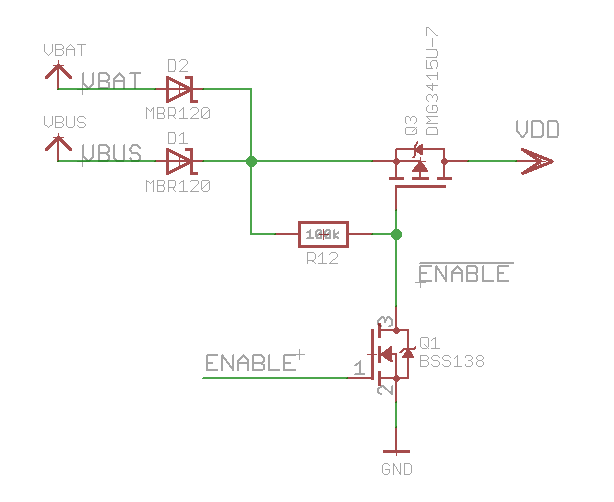 VBAT
VBAT
D2
MBR120
VBUS
VBUS
D1
MBR120
Q3
DMG3415U-7
VDD
100k
R12
ENABLE
ENABLE
1
3
2
Q1
BSS138
GND